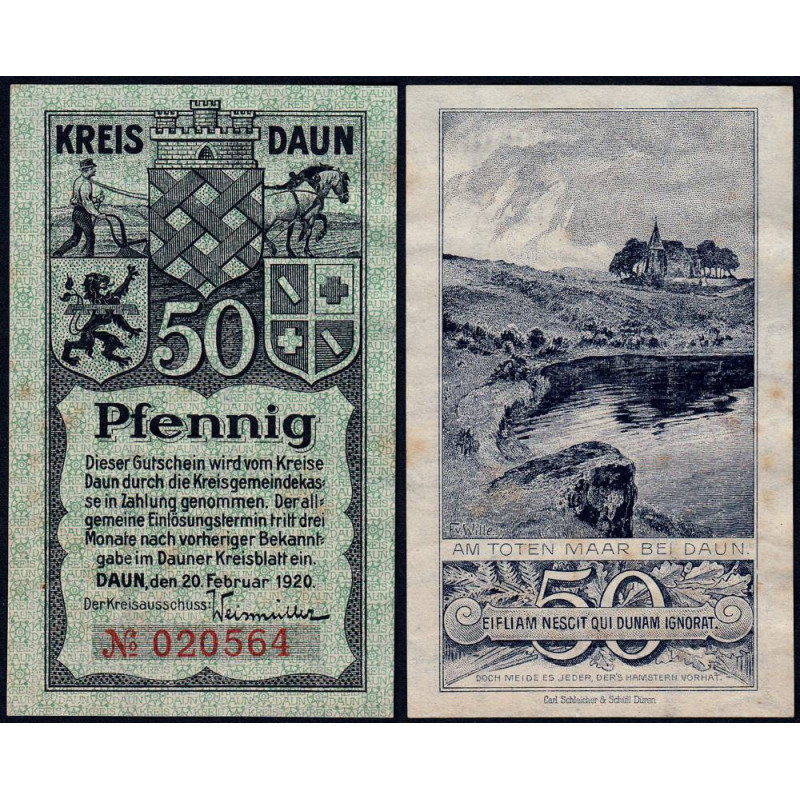 KREIS DAUN
50
Pfennig
Dieser Gutschein wird vom Kreise
Daun durch die Kreisgemeindekas=
se in Zahlung genommen. Der all=
gemeine Einlösungstermin tritt drei
Monate nach vorheriger Bekannt=
gabe im Dauner Kreisblatt ein.
DAUN, den 20. Februar 1920.
Der Kreisausschuss: Weismüller
№ 020564
F.v.Wille.
AM TOTEN MAAR BEI DAUN.
50
EIFLIAM NESCIT QUI DUNAM IGNORAT.
DOCH MEIDE ES JEDER, DER'S HAMSTERN VORHAT.
Carl Schleicher & Schüll Düren